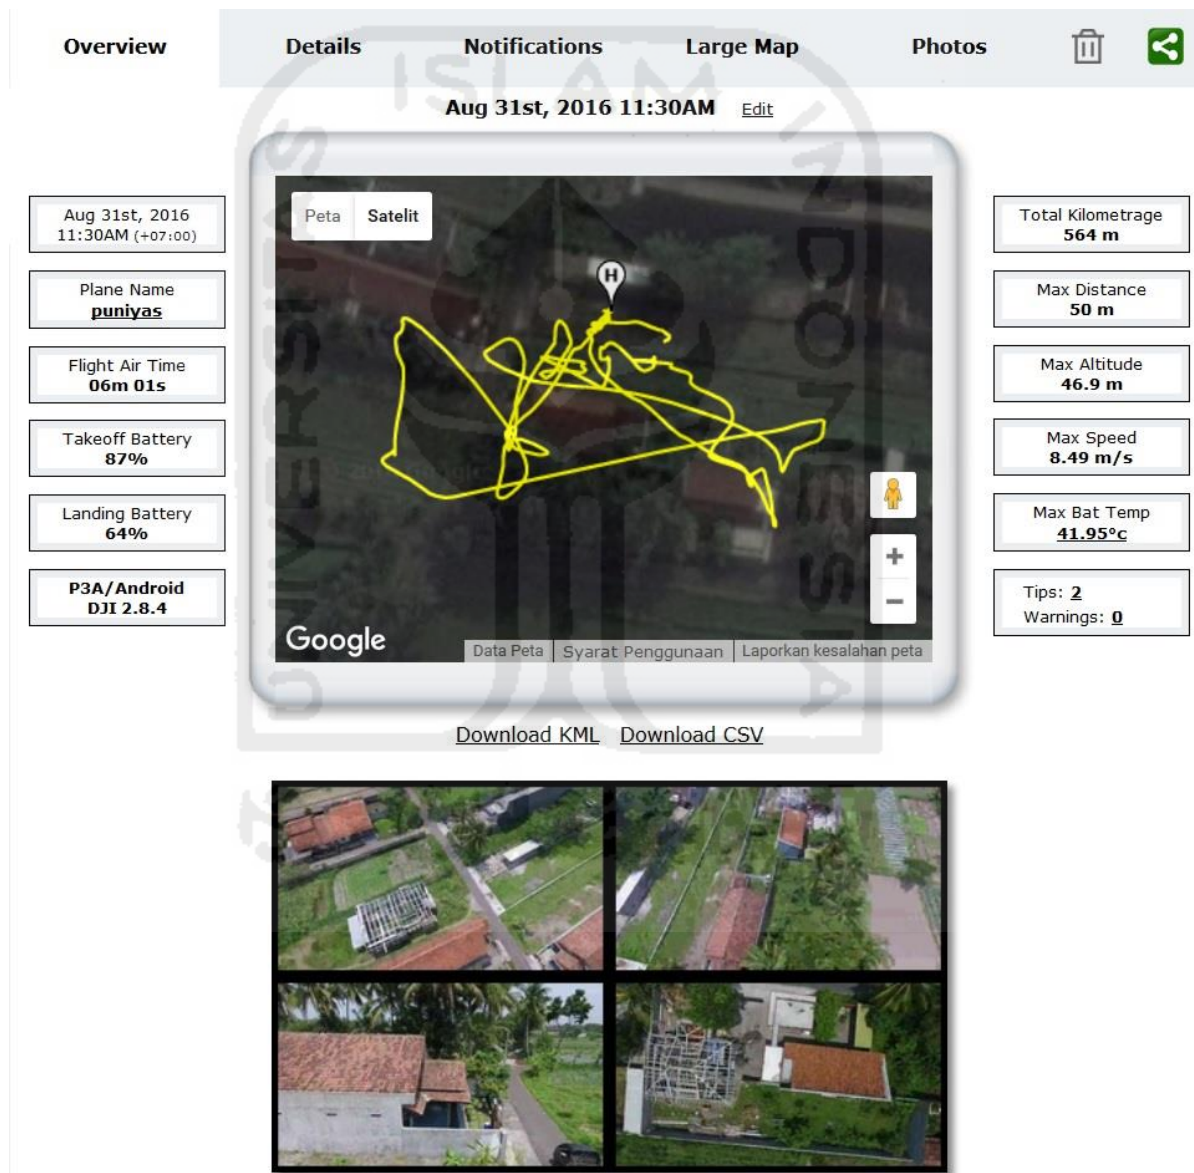 Overview
Details
Notifications
Large Map
Photos
Aug 31st, 2016 11:30AM Edit
Aug 31st, 2016
11:30AM (+07:00)
Plane Name
puniyas
Flight Air Time
06m 01s
Takeoff Battery
87%
Landing Battery
64%
P3A/Android
DJI 2.8.4
Peta
Satelit
H
Google
Data Peta
Syarat Penggunaan
Laporkan kesalahan peta
Total Kilometrage
564 m
Max Distance
50 m
Max Altitude
46.9 m
Max Speed
8.49 m/s
Max Bat Temp
41.95°c
Tips: 2
Warnings: 0
Download KML
Download CSV
UNIVERSITAS
ISLAM
INDONESIA